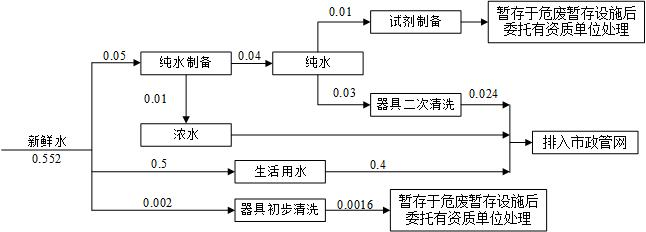 0.01
试剂制备
暂存于危废暂存设施后
委托有资质单位处理
0.05
纯水制备
0.04
纯水
0.01
0.03
器具二次清洗
0.024
新鲜水
0.552
浓水
排入市政管网
0.5
生活用水
0.4
0.002
器具初步清洗
0.0016
暂存于危废暂存设施后
委托有资质单位处理